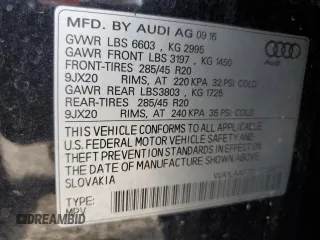 MFD. BY AUDI AG 09 16
GVWR LBS 6603 , KG 2995
GAWR FRONT LBS 3197 , KG 1450
FRONT-TIRES 285/45 R20
9JX20 RIMS, AT 220 KPA 32 PSI COLD
GAWR REAR LBS3803 , KG 1725
REAR-TIRES 285/45 R20
9JX20 RIMS, AT 240 KPA 35 PSI COLD
THIS VEHICLE CONFORMS TO ALL APPLICABLE
U.S. FEDERAL MOTOR VEHICLE SAFETY AND
THEFT PREVENTION STANDARDS IN EFFECT ON
THE DATE OF MANUFACTURE SHOWN ABOVE.
SLOVAKIA
TYPE:
MPV
Audi
DREAMBID